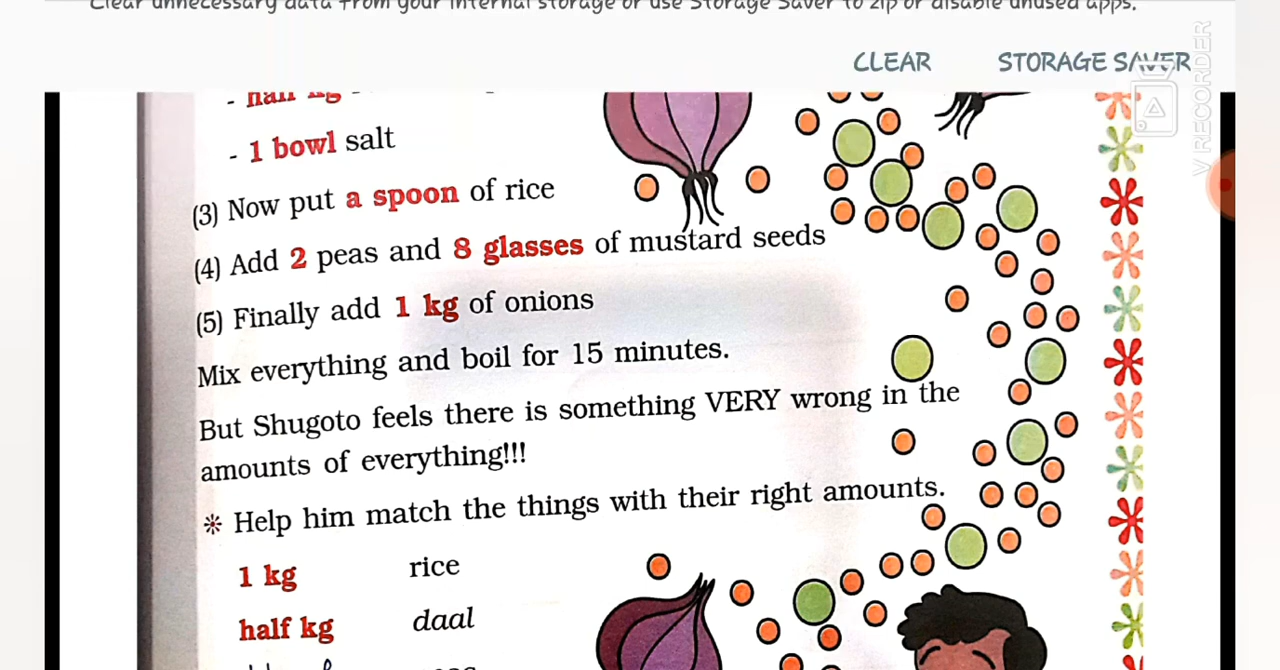 Clear unnecessary data from your internal storage or use Storage Saver to zip or disable unused apps.
CLEAR STORAGE SAVER
V RECORDER
- half kg
- 1 bowl salt
(3) Now put a spoon of rice
(4) Add 2 peas and 8 glasses of mustard seeds
(5) Finally add 1 kg of onions
Mix everything and boil for 15 minutes.
But Shugoto feels there is something VERY wrong in the
amounts of everything!!!
Help him match the things with their right amounts.
1 kg rice
half kg daal